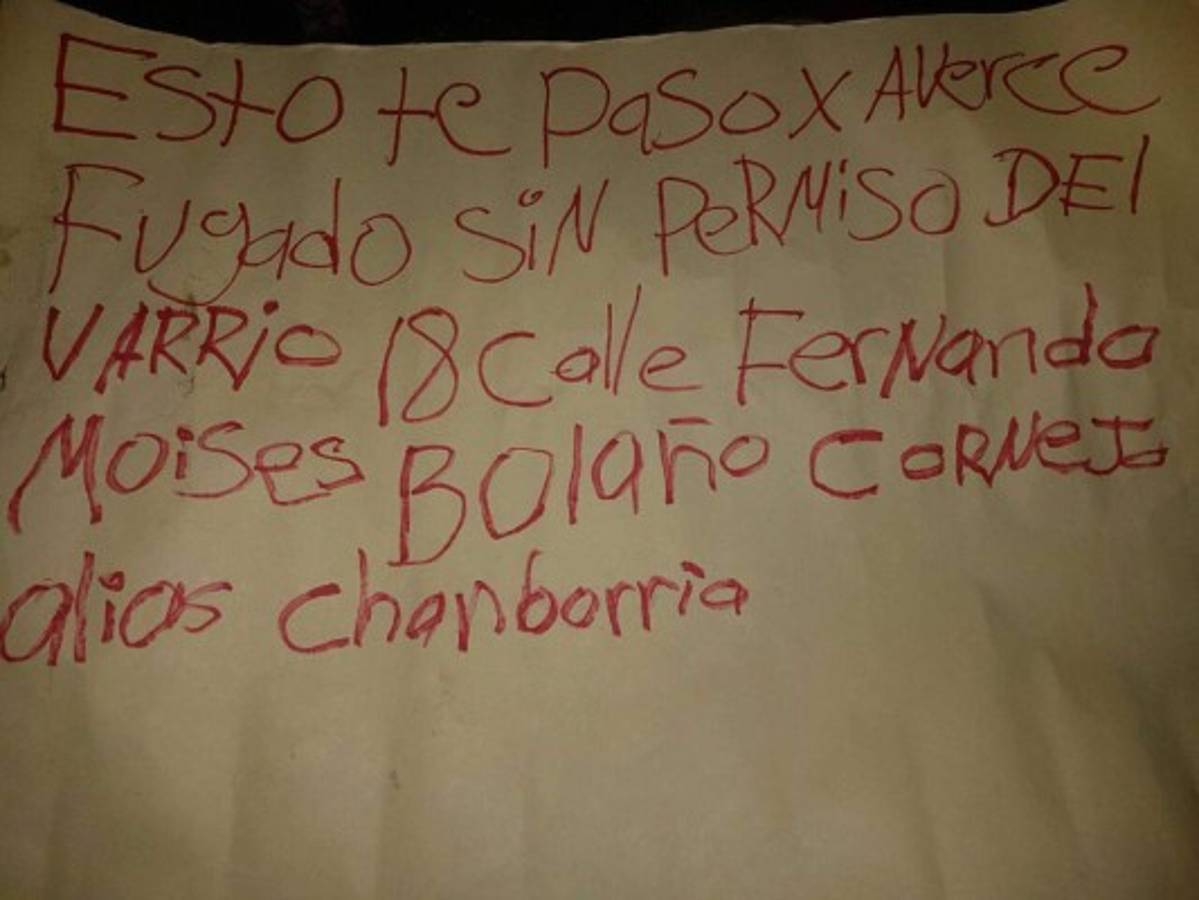 Esto te paso x Averce
Fugado SiN PeRMiSO DEl
VARRio 18 Calle FerNando
Moises BOlaño CoRNeJo
alias chanborria